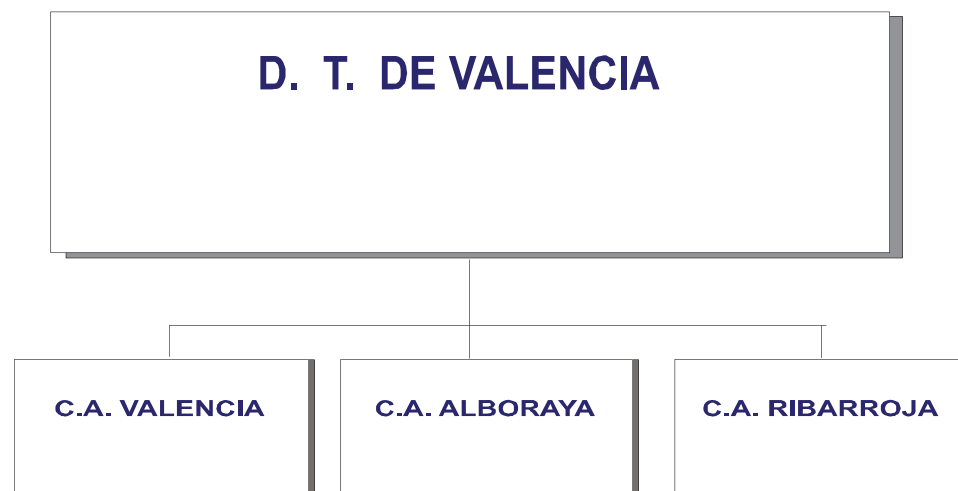 D. T. DE VALENCIA
C.A. VALENCIA
C.A. ALBORAYA
C.A. RIBARROJA